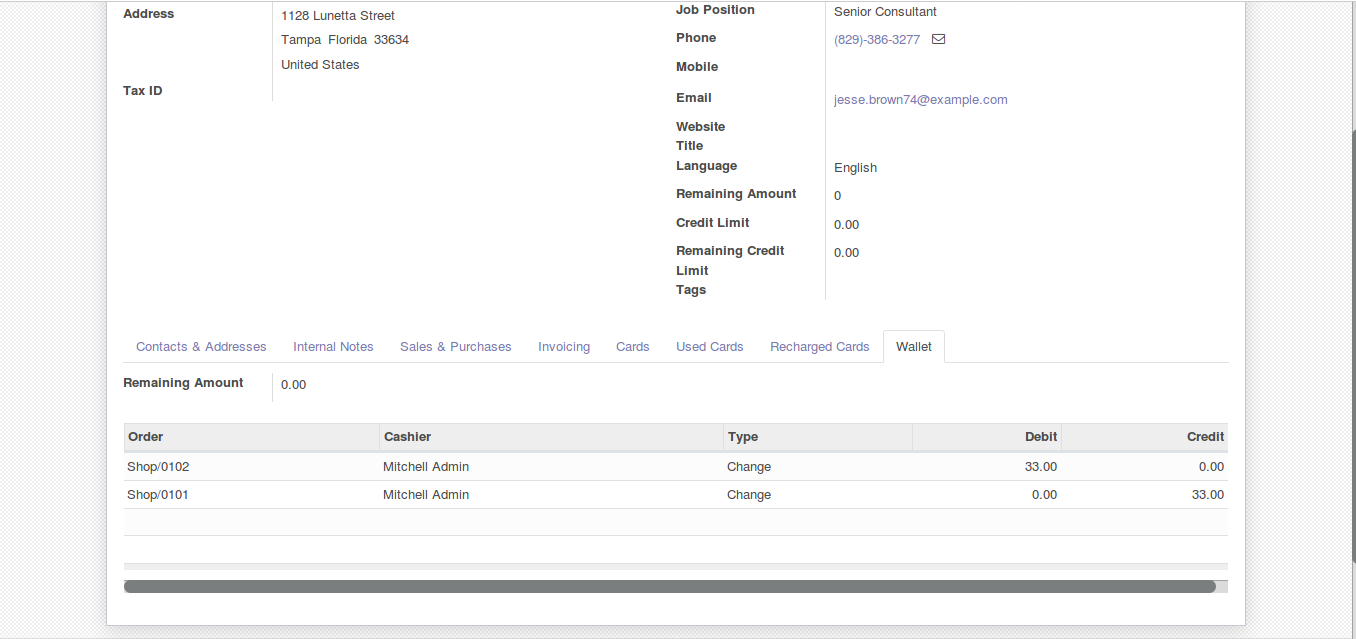 Address
1128 Lunetta Street
Tampa Florida 33634
United States
Tax ID
Job Position Senior Consultant
Phone (829)-386-3277
Mobile
Email jesse.brown74@example.com
Website
Title
Language English
Remaining Amount 0
Credit Limit 0.00
Remaining Credit 0.00
Limit
Tags
Contacts & Addresses Internal Notes Sales & Purchases Invoicing Cards Used Cards Recharged Cards Wallet
Remaining Amount 0.00
Order Cashier Type Debit Credit
Shop/0102 Mitchell Admin Change 33.00 0.00
Shop/0101 Mitchell Admin Change 0.00 33.00